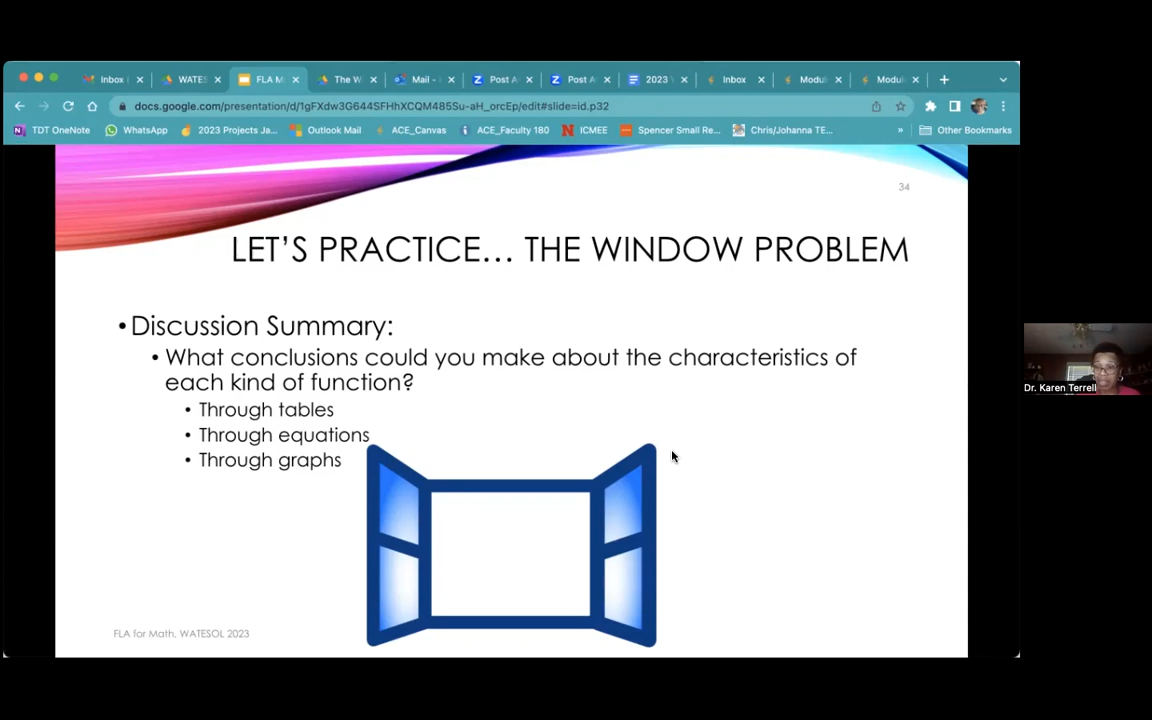 Inbox
WATES
FLA M
The W
Mail -
Post A
Post A
2023
Inbox
Modul
Modul
docs.google.com/presentation/d/1gFXdw3G644SFHhXCQM485Su-aH_orcEp/edit#slide=id.p32
TDT OneNote
WhatsApp
2023 Projects Ja...
Outlook Mail
ACE_Canvas
ACE_Faculty 180
N
ICMEE
Spencer Small Re...
Chris/Johanna TE...
»
Other Bookmarks
34
LET'S PRACTICE... THE WINDOW PROBLEM
• Discussion Summary:
• What conclusions could you make about the characteristics of
each kind of function?
• Through tables
• Through equations
• Through graphs
FLA for Math, WATESOL 2023
Dr. Karen Terrell